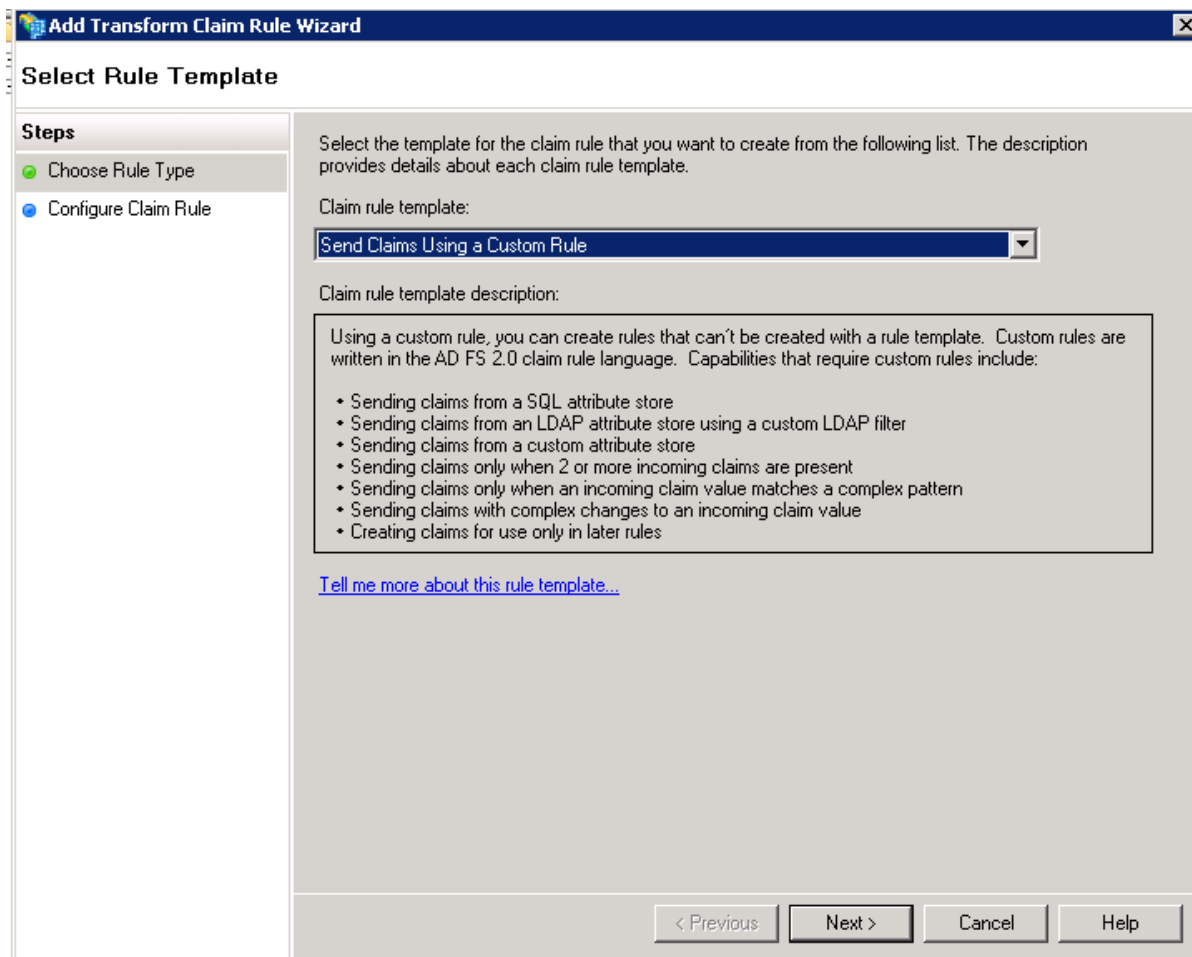 Add Transform Claim Rule Wizard
Select Rule Template
Steps
Choose Rule Type
Configure Claim Rule
Select the template for the claim rule that you want to create from the following list. The description
provides details about each claim rule template.
Claim rule template:
Send Claims Using a Custom Rule
Claim rule template description:
Using a custom rule, you can create rules that can't be created with a rule template. Custom rules are
written in the AD FS 2.0 claim rule language. Capabilities that require custom rules include:
• Sending claims from a SQL attribute store
• Sending claims from an LDAP attribute store using a custom LDAP filter
• Sending claims from a custom attribute store
• Sending claims only when 2 or more incoming claims are present
• Sending claims only when an incoming claim value matches a complex pattern
• Sending claims with complex changes to an incoming claim value
• Creating claims for use only in later rules
Tell me more about this rule template...
< Previous
Next >
Cancel
Help